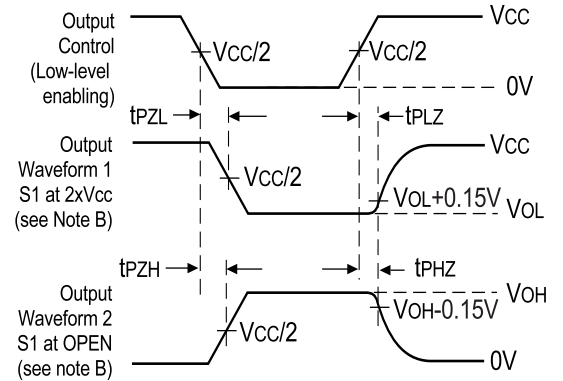 Output
Control
(Low-level
enabling)
VCC/2
VCC/2
VCC
0V
tPZL
tPLZ
Output
Waveform 1
S1 at 2xVcc
(see Note B)
VCC/2
VCC
VOL+0.15V
VOL
tPZH
tPHZ
Output
Waveform 2
S1 at OPEN
(see note B)
VCC/2
VOH
VOH-0.15V
0V